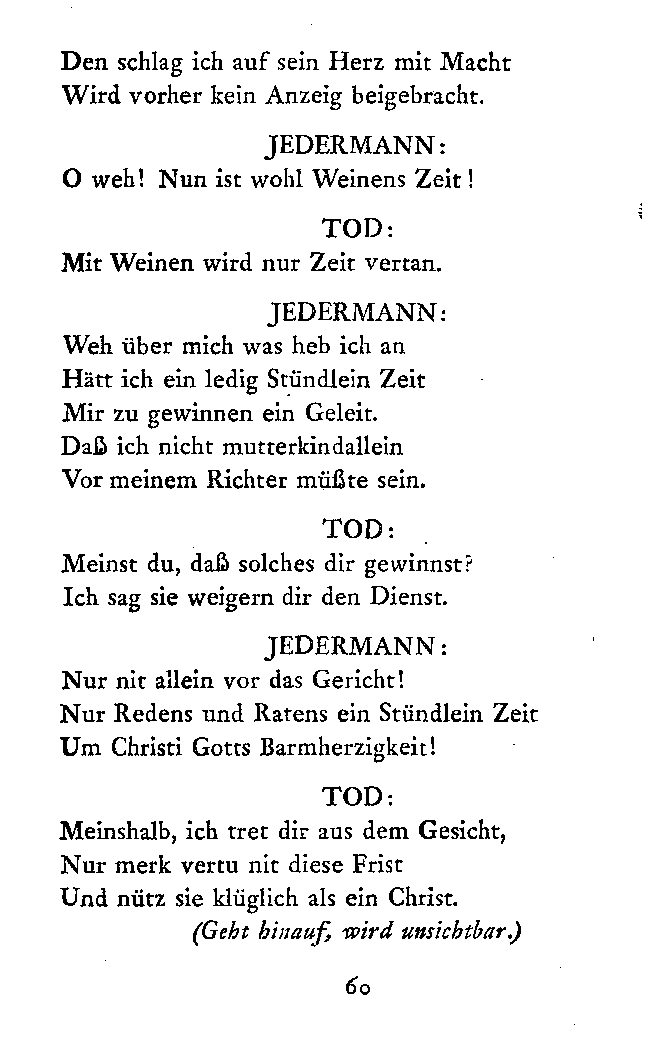 Den schlag ich auf sein Herz mit Macht
Wird vorher kein Anzeig beigebracht.
JEDERMANN:
O weh! Nun ist wohl Weinens Zeit!
TOD:
Mit Weinen wird nur Zeit vertan.
JEDERMANN:
Weh über mich was heb ich an
Hätt ich ein ledig Stündlein Zeit
Mir zu gewinnen ein Geleit.
Daß ich nicht mutterkindallein
Vor meinem Richter müßte sein.
TOD:
Meinst du, daß solches dir gewinnst?
Ich sag sie weigern dir den Dienst.
JEDERMANN:
Nur nit allein vor das Gericht!
Nur Redens und Ratens ein Stündlein Zeit
Um Christi Gotts Barmherzigkeit!
TOD:
Meinshalb, ich tret dir aus dem Gesicht,
Nur merk vertu nit diese Frist
Und nütz sie klüglich als ein Christ.
(Geht hinauf, wird unsichtbar.)
60